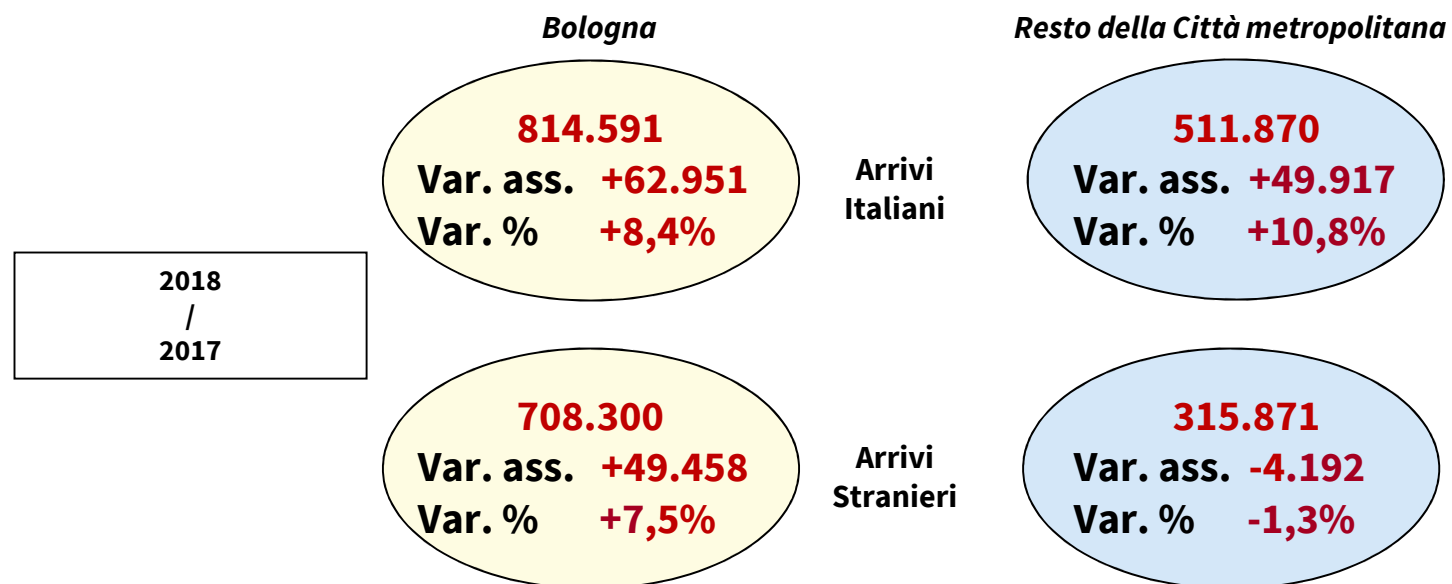 Bologna
Resto della Città metropolitana
814.591
Var. ass. +62.951
Var. % +8,4%
Arrivi
Italiani
511.870
Var. ass. +49.917
Var. % +10,8%
2018
/
2017
708.300
Var. ass. +49.458
Var. % +7,5%
Arrivi
Stranieri
315.871
Var. ass. -4.192
Var. % -1,3%